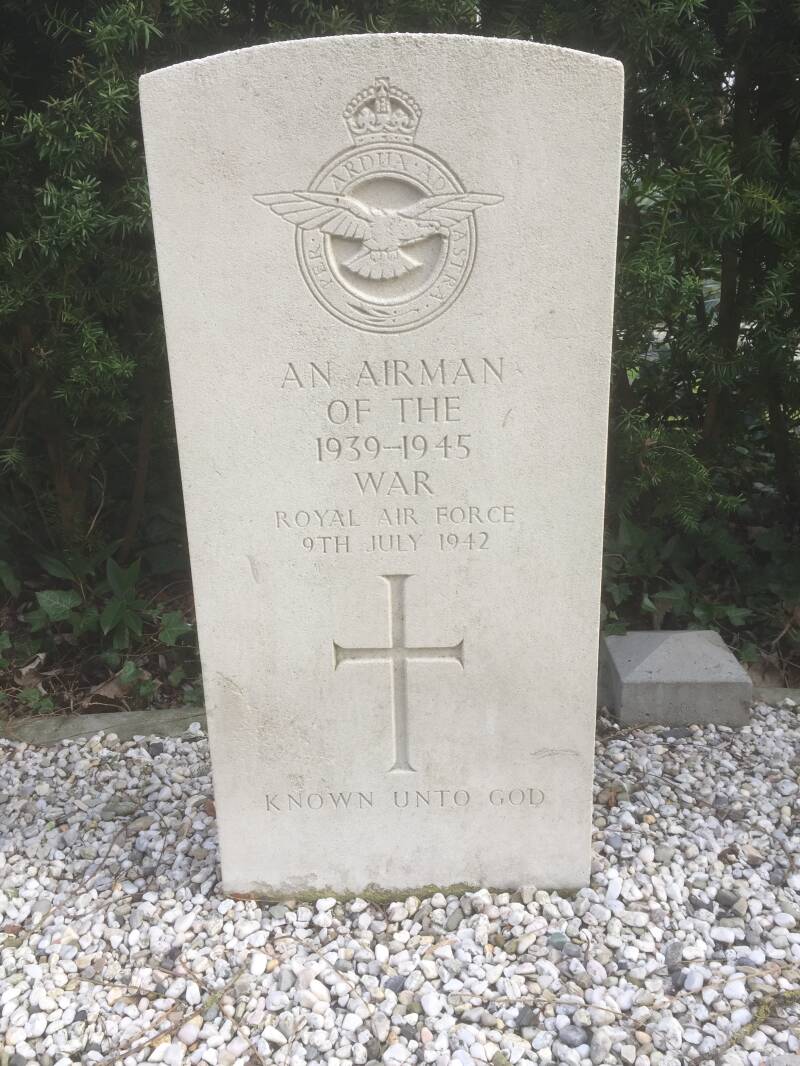 PER · ARDUA · AD ASTRA
AN AIRMAN
OF THE
1939–1945
WAR
ROYAL AIR FORCE
9TH JULY 1942
KNOWN UNTO GOD